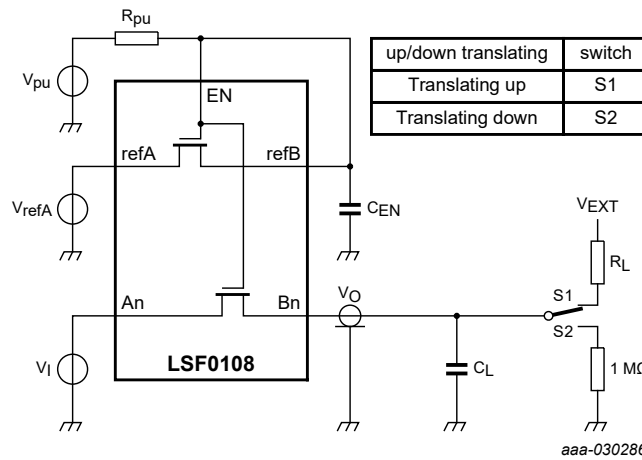 Rpu
Vpu
EN
refA
refB
VrefA
CEN
An
Bn
VO
VI
LSF0108
CL
up/down translating switch
Translating up S1
Translating down S2
VEXT
RL
S1
S2
1 MΩ
aaa-030286